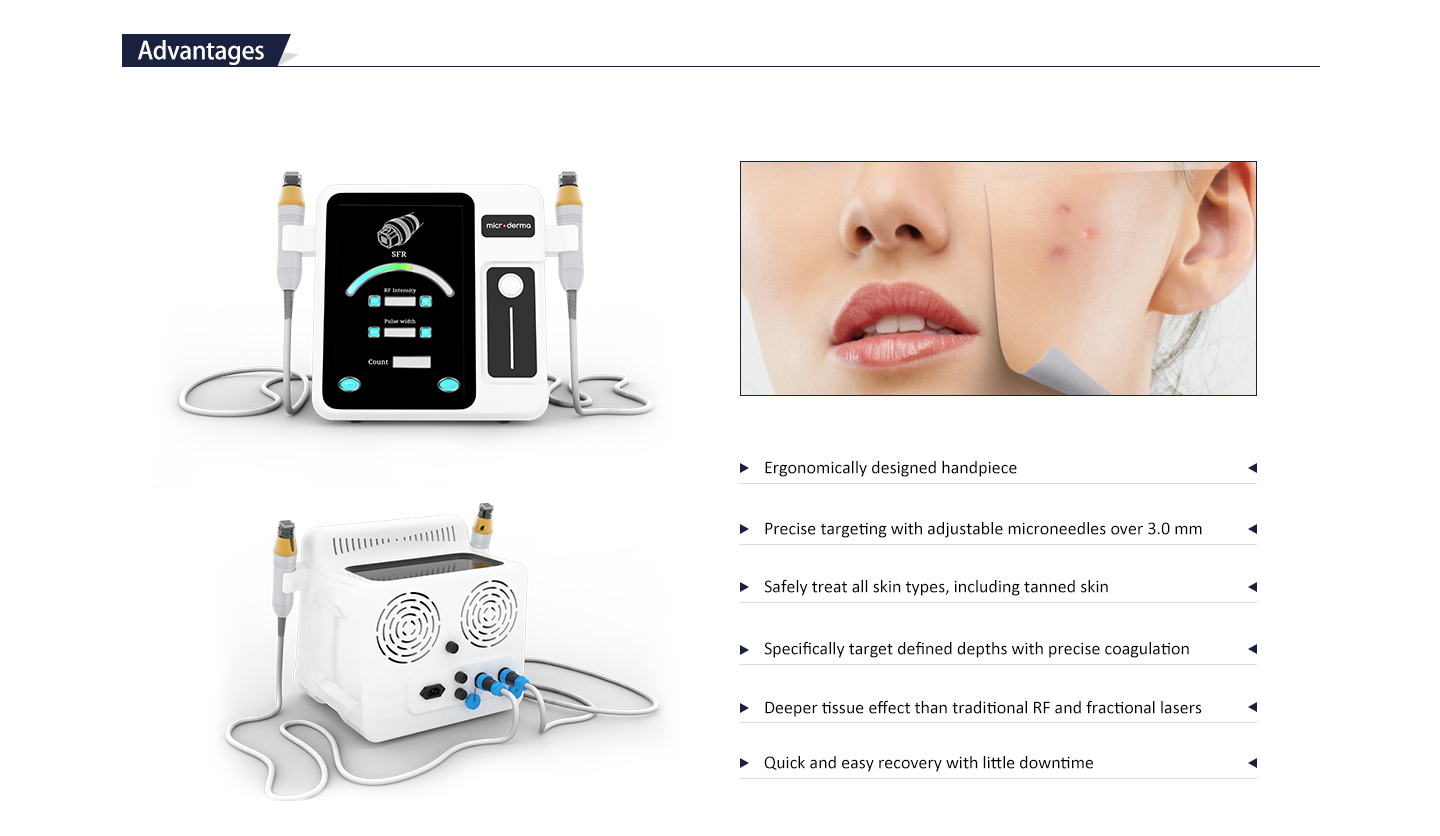 Advantages
micr•derma
SFR
RF Intensity
Pulse width
Count
Ergonomically designed handpiece
Precise targeting with adjustable microneedles over 3.0 mm
Safely treat all skin types, including tanned skin
Specifically target defined depths with precise coagulation
Deeper tissue effect than traditional RF and fractional lasers
Quick and easy recovery with little downtime